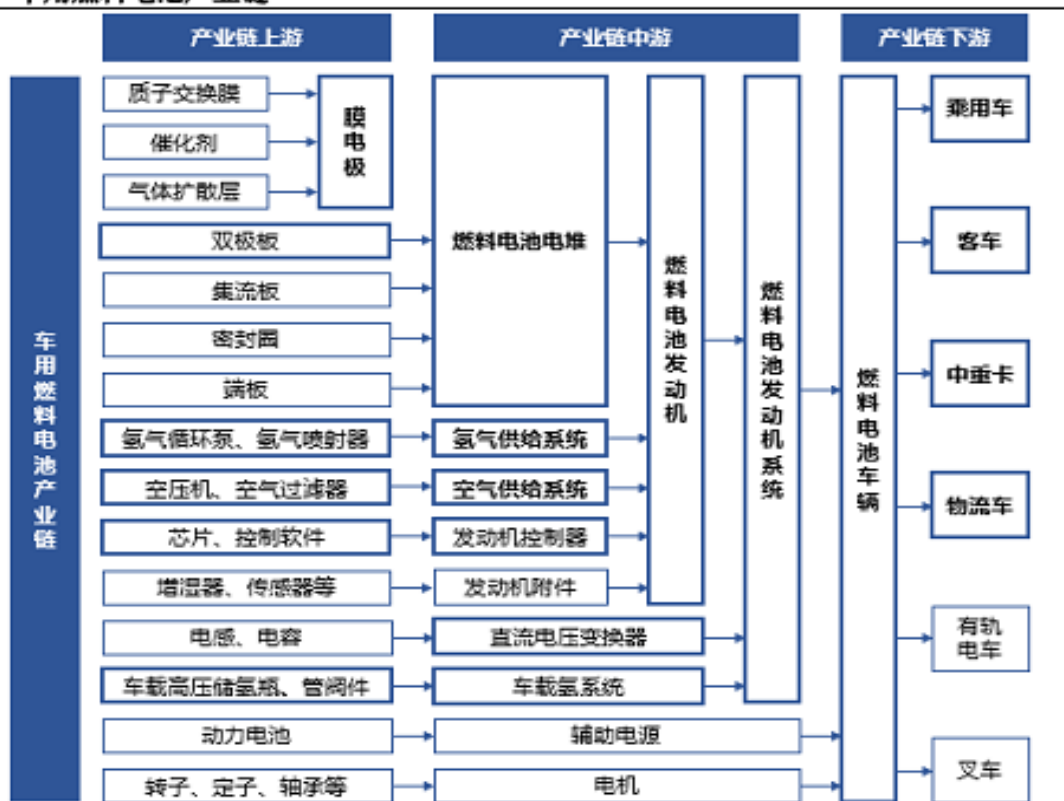 产业链上游
产业链中游
产业链下游
车用燃料电池产业链
质子交换膜
催化剂
气体扩散层
膜电极
双极板
集流板
密封圈
端板
氢气循环泵、氢气喷射器
空压机、空气过滤器
芯片、控制软件
增湿器、传感器等
电感、电容
车载高压储氢瓶、管阀件
动力电池
转子、定子、轴承等
燃料电池电堆
氢气供给系统
空气供给系统
发动机控制器
发动机附件
直流电压变换器
车载氢系统
辅助电源
电机
燃料电池发动机
燃料电池发动机系统
燃料电池车辆
乘用车
客车
中重卡
物流车
有轨
电车
叉车